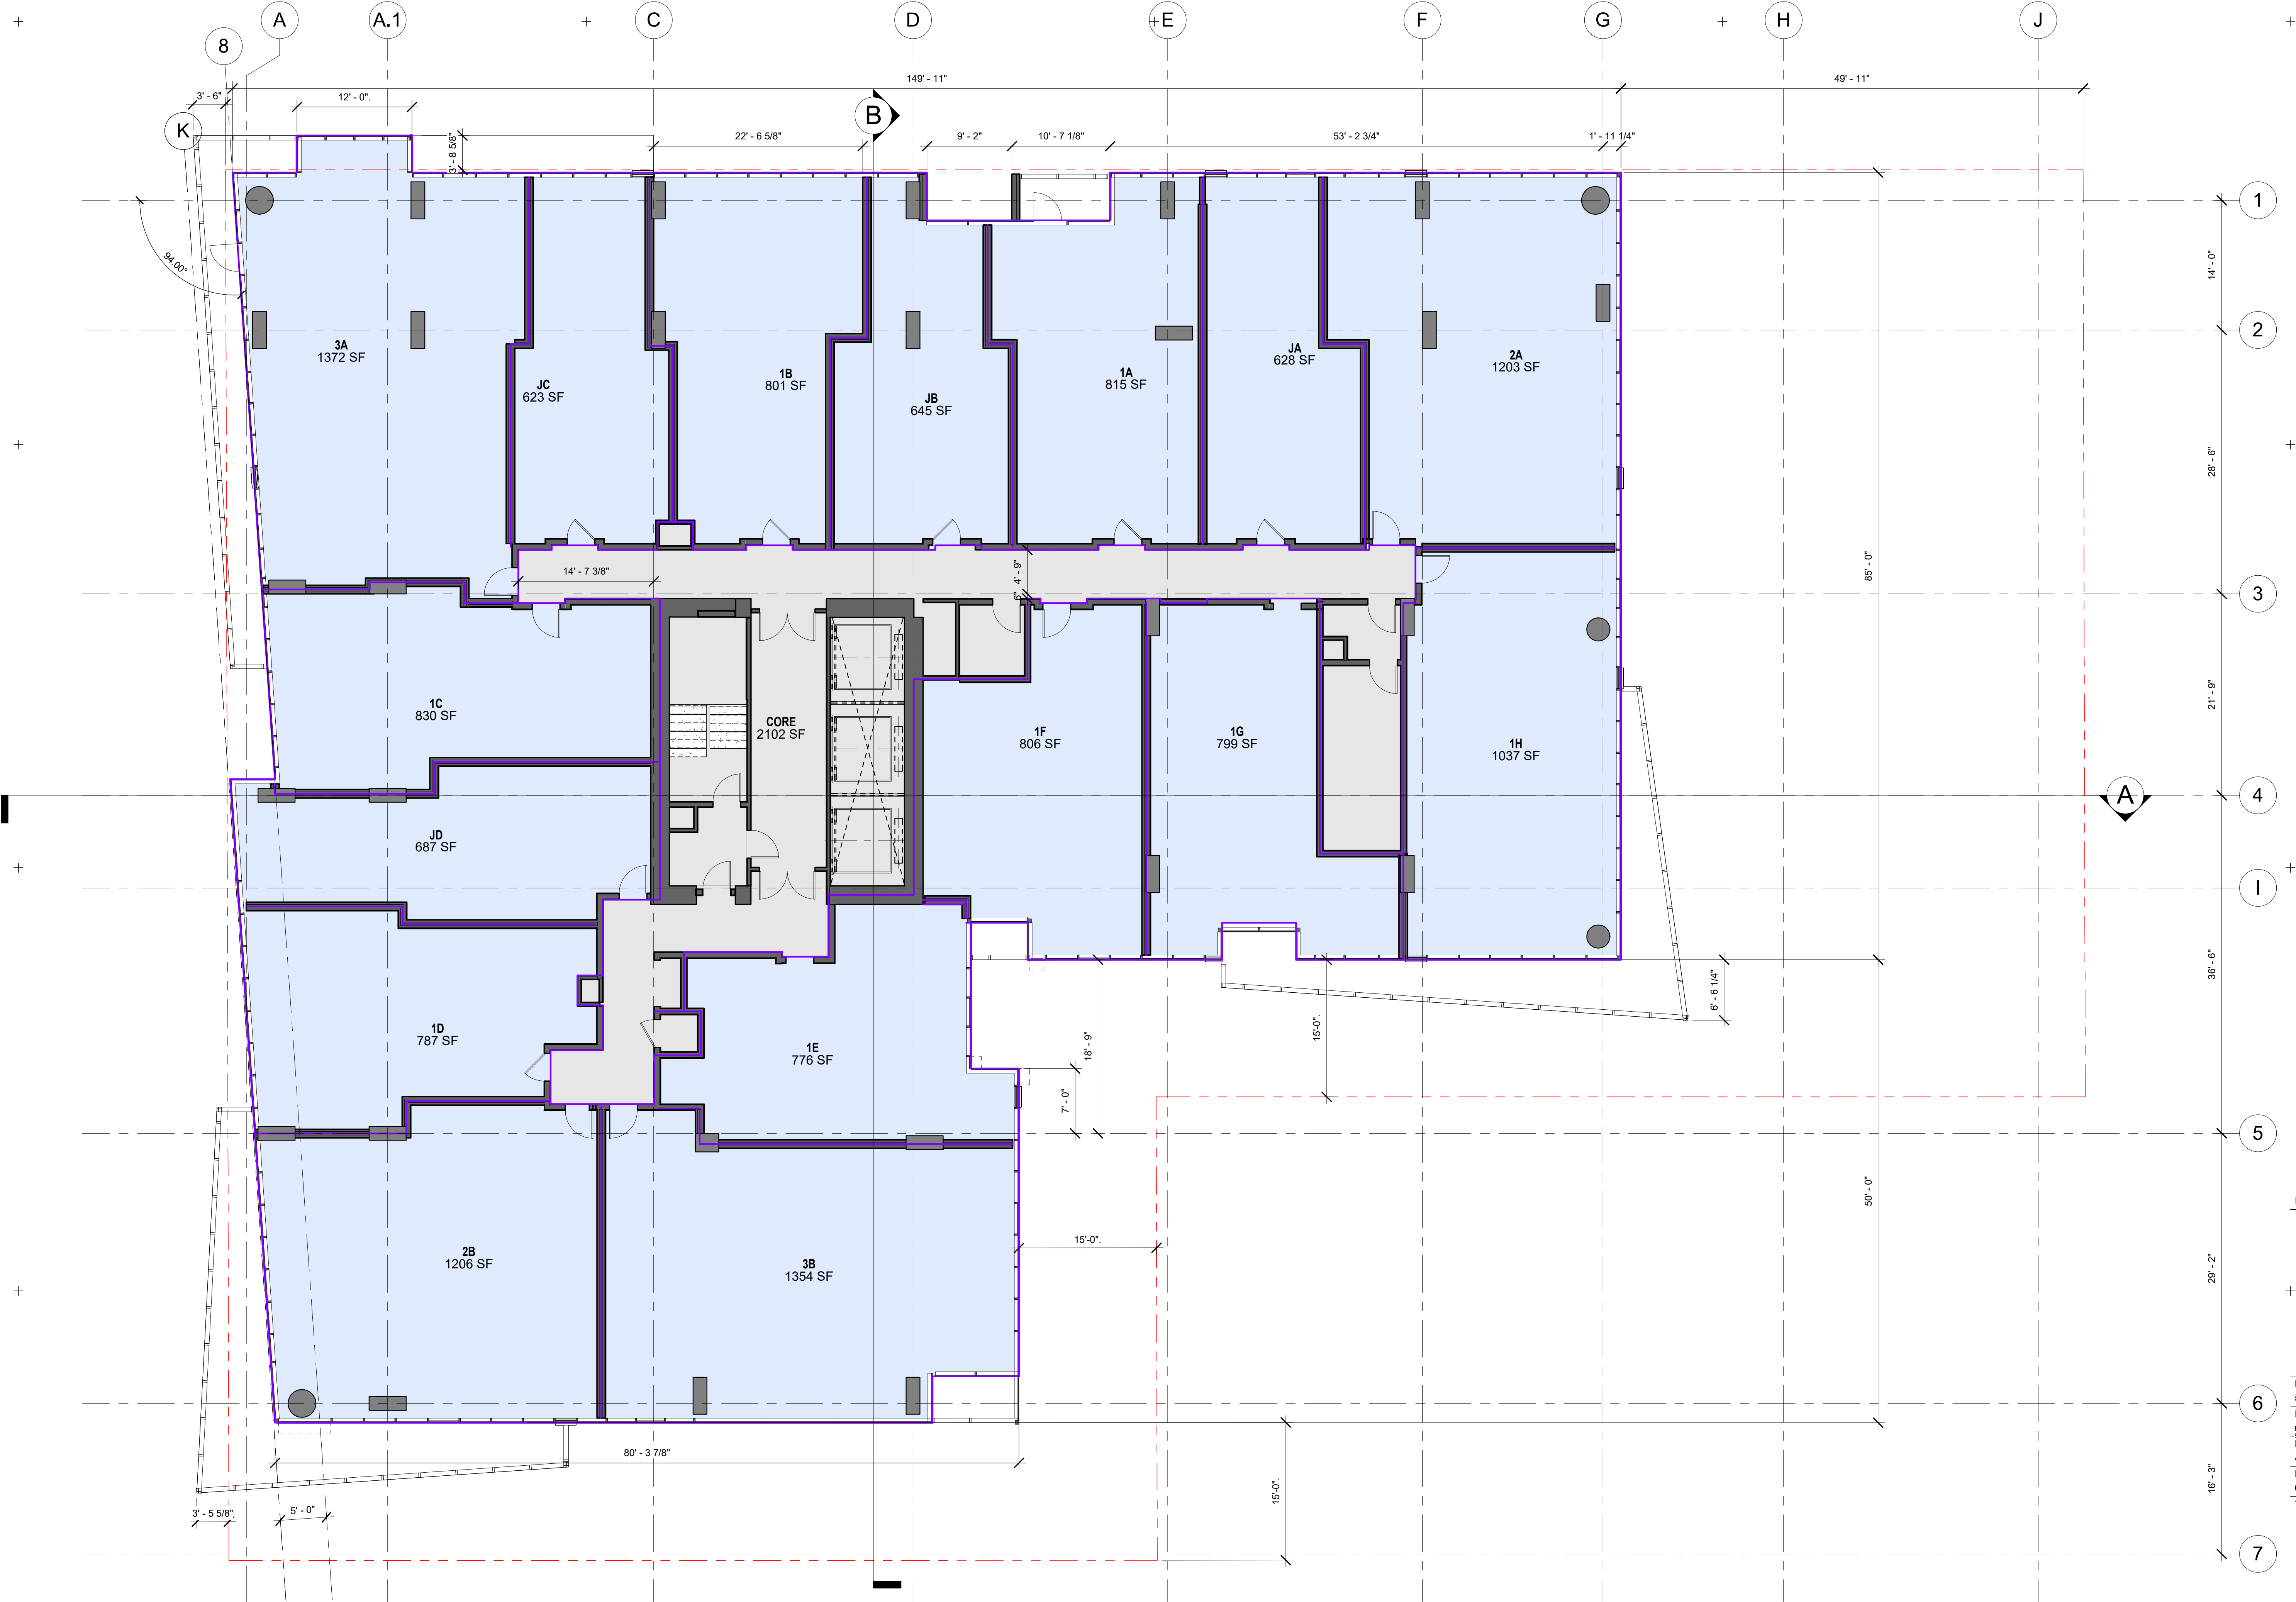 A
A.1
C
D
E
F
G
H
J
8
149' - 11"
49' - 11"
3' - 6"
12' - 0".
B
K
3' - 8 5/8"
22' - 6 5/8"
9' - 2"
10' - 7 1/8"
53' - 2 3/4"
1' - 11 1/4"
1
94.00°
14' - 0"
2
3A
1372 SF
JC
623 SF
1B
801 SF
JB
645 SF
1A
815 SF
JA
628 SF
2A
1203 SF
28' - 6"
14' - 7 3/8"
4' - 9"
6"
85' - 0"
3
1C
830 SF
CORE
2102 SF
1F
806 SF
1G
799 SF
1H
1037 SF
21' - 9"
A
4
JD
687 SF
I
36' - 6"
6' - 6 1/4"
15'-0".
18' - 9"
1D
787 SF
1E
776 SF
7' - 0"
5
50' - 0"
15'-0".
2B
1206 SF
3B
1354 SF
29' - 2"
6
80' - 3 7/8"
16' - 3"
15'-0".
3' - 5 5/8"
5' - 0"
7